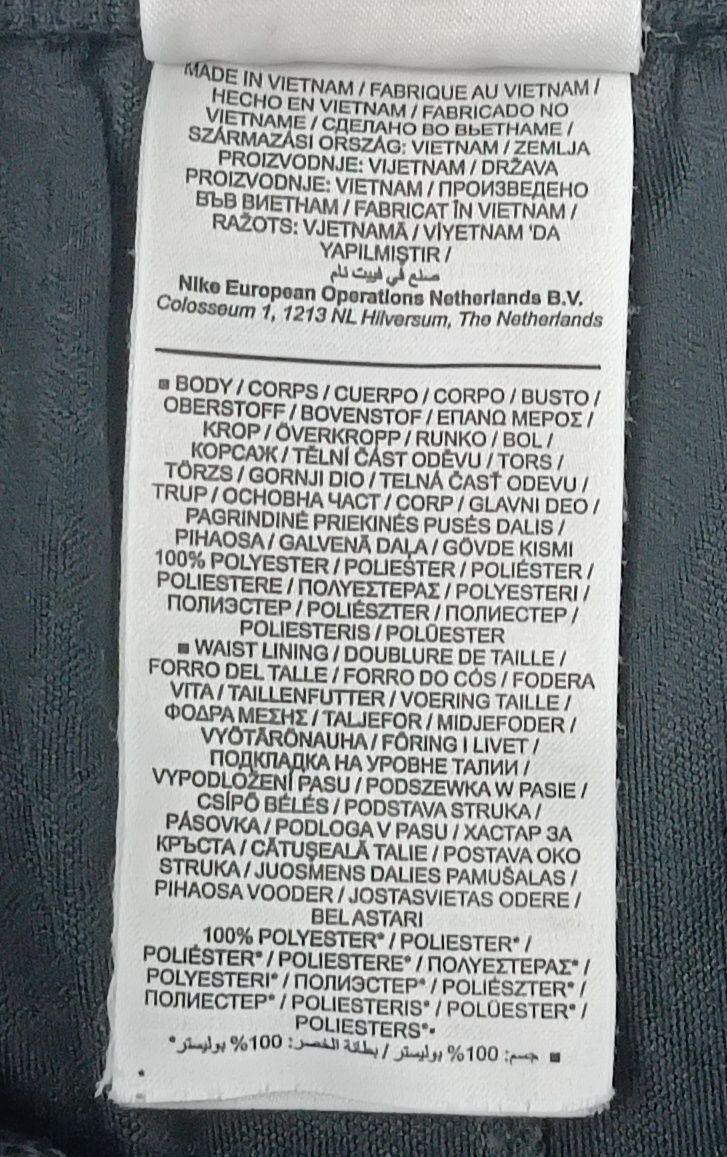 MADE IN VIETNAM / FABRIQUE AU VIETNAM /
HECHO EN VIETNAM / FABRICADO NO
VIETNAME / СДЕЛАНО ВО ВЬЕТНАМЕ /
SZÁRMAZÁSI ORSZÁG: VIETNAM / ZEMLJA
PROIZVODNJE: VIJETNAM / DRŽAVA
PROIZVODNJE: VIETNAM / ПРОИЗВЕДЕНО
ВЪВ ВИЕТНАМ / FABRICAT ÎN VIETNAM /
RAŽOTS: VJETNAMĀ / VİYETNAM 'DA
YAPILMIŞTIR /
صنع في فييت نام
Nike European Operations Netherlands B.V.
Colosseum 1, 1213 NL Hilversum, The Netherlands
■ BODY / CORPS / CUERPO / CORPO / BUSTO /
OBERSTOFF / BOVENSTOF / ΕΠΑΝΩ ΜΕΡΟΣ /
KROP / ÖVERKROPP / RUNKO / BOL /
КОРСАЖ / TĚLNÍ ČÁST ODĚVU / TORS /
TÖRZS / GORNJI DIO / TELNÁ ČASŤ ODEVU /
TRUP / ОСНОВНА ЧАСТ / CORP / GLAVNI DEO /
PAGRINDINĖ PRIEKINĖS PUSĖS DALIS /
PIHAOSA / GALVENĀ DAĻA / GÖVDE KISMI
100% POLYESTER / POLIESTER / POLIÉSTER /
POLIESTERE / ΠΟΛΥΕΣΤΕΡΑΣ / POLYESTERI /
ПОЛИЭСТЕР / POLIÉSZTER / ПОЛИЕСТЕР /
POLIESTERIS / POLÜESTER
■ WAIST LINING / DOUBLURE DE TAILLE /
FORRO DEL TALLE / FORRO DO CÓS / FODERA
VITA / TAILLENFUTTER / VOERING TAILLE /
ΦΟΔΡΑ ΜΕΣΗΣ / TALJEFOR / MIDJEFODER /
VYÖTÄRÖNAUHA / FÔRING I LIVET /
ПОДКЛАДКА НА УРОВНЕ ТАЛИИ /
VYPODLOŽENÍ PASU / PODSZEWKA W PASIE /
CSÍPŐ BÉLÉS / PODSTAVA STRUKA /
PÁSOVKA / PODLOGA V PASU / ХАСТАР ЗА
КРЪСТА / CĂTUȘEALĂ TALIE / POSTAVA OKO
STRUKA / JUOSMENS DALIES PAMUŠALAS /
PIHAOSA VOODER / JOSTASVIETAS ODERE /
BEL ASTARI
100% POLYESTER* / POLIESTER* /
POLIÉSTER* / POLIESTERE* / ΠΟΛΥΕΣΤΕΡΑΣ* /
POLYESTERI* / ПОЛИЭСТЕР* / POLIÉSZTER* /
ПОЛИЕСТЕР* / POLIESTERIS* / POLÜESTER* /
POLIESTERS*•
■ جسم: 100% بوليستر / بطانة الخصر: 100% بوليستر*